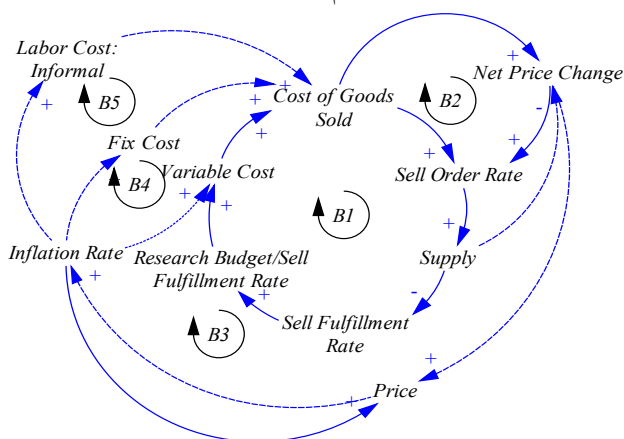 Labor Cost:
Informal
+
B5
+
B2
Net Price Change
-
+
+
+
Cost of Goods
Sold
+
Fix Cost
B4
Variable Cost
+
+
+
Sell Order Rate
B1
+
Inflation Rate
+
Research Budget/Sell
Fulfillment Rate
+
Supply
-
B3
Sell Fulfillment
Rate
+
+
Price